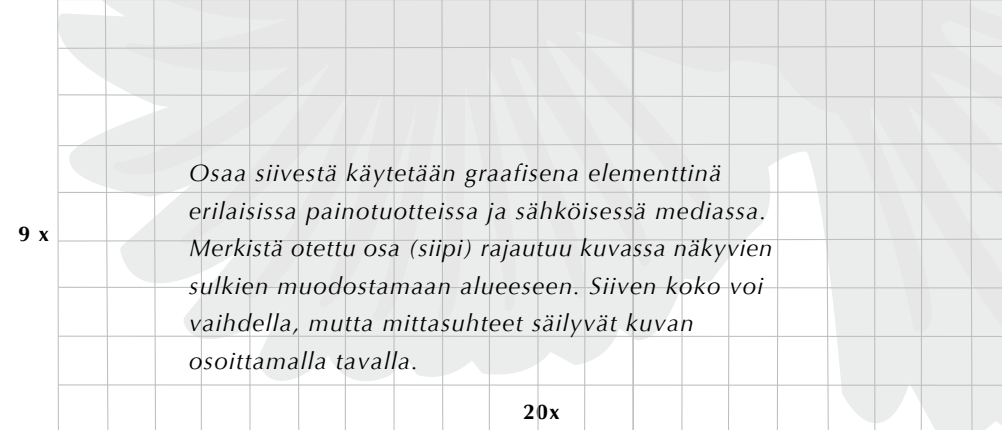 Osaa siivestä käytetään graafisena elementtinä
erilaisissa painotuotteissa ja sähköisessä mediassa.
Merkistä otettu osa (siipi) rajautuu kuvassa näkyvien
sulkien muodostamaan alueeseen. Siiven koko voi
vaihdella, mutta mittasuhteet säilyvät kuvan
osoittamalla tavalla.
9 x
20x